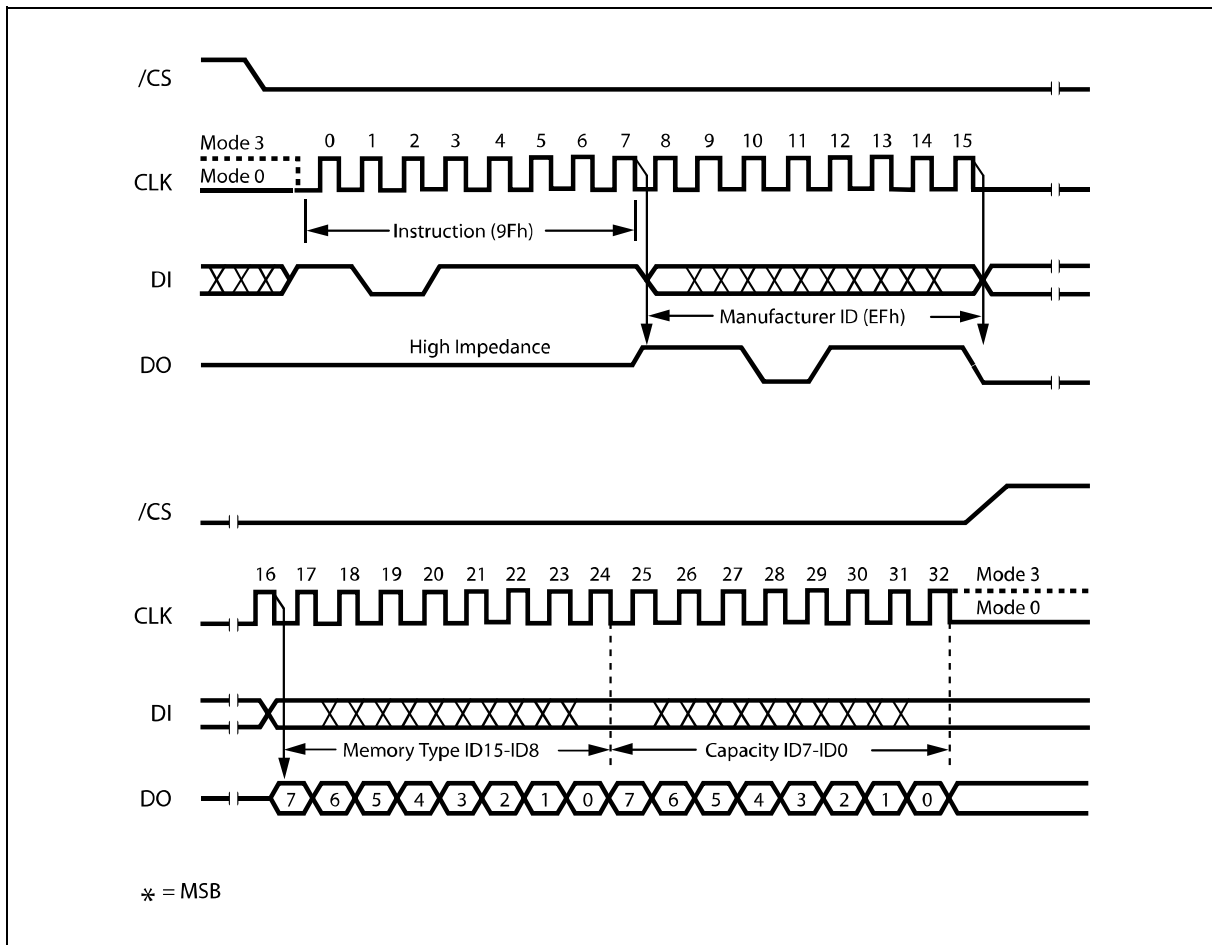 /CS
Mode 3
0 1 2 3 4 5 6 7 8 9 10 11 12 13 14 15
Mode 0
CLK
Instruction (9Fh)
DI
Manufacturer ID (EFh)
High Impedance
DO
/CS
16 17 18 19 20 21 22 23 24 25 26 27 28 29 30 31 32
Mode 3
Mode 0
CLK
DI
Memory Type ID15-ID8 Capacity ID7-ID0
DO
7 6 5 4 3 2 1 0 7 6 5 4 3 2 1 0
* = MSB